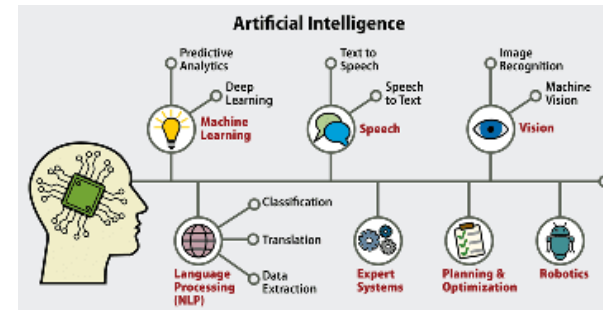 Artificial Intelligence
Predictive
Analytics
Deep
Learning
Machine
Learning
Text to
Speech
Speech
to Text
Speech
Image
Recognition
Machine
Vision
Vision
Classification
Translation
Data
Extraction
Language
Processing
(NLP)
Expert
Systems
Planning &
Optimization
Robotics